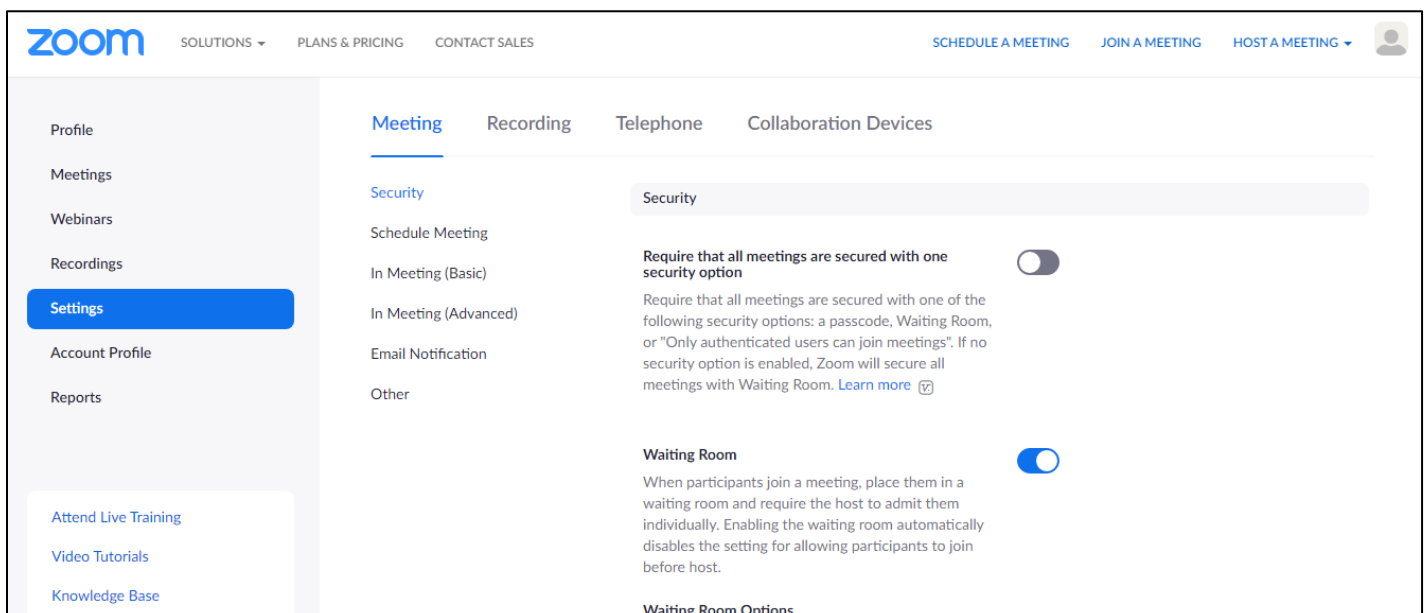 zoom SOLUTIONS PLANS & PRICING CONTACT SALES SCHEDULE A MEETING JOIN A MEETING HOST A MEETING
Profile
Meetings
Webinars
Recordings
Settings
Account Profile
Reports
Attend Live Training
Video Tutorials
Knowledge Base
Meeting Recording Telephone Collaboration Devices
Security
Schedule Meeting
In Meeting (Basic)
In Meeting (Advanced)
Email Notification
Other
Security
Require that all meetings are secured with one
security option
Require that all meetings are secured with one of the
following security options: a passcode, Waiting Room,
or "Only authenticated users can join meetings". If no
security option is enabled, Zoom will secure all
meetings with Waiting Room. Learn more
Waiting Room
When participants join a meeting, place them in a
waiting room and require the host to admit them
individually. Enabling the waiting room automatically
disables the setting for allowing participants to join
before host.
Waiting Room Options